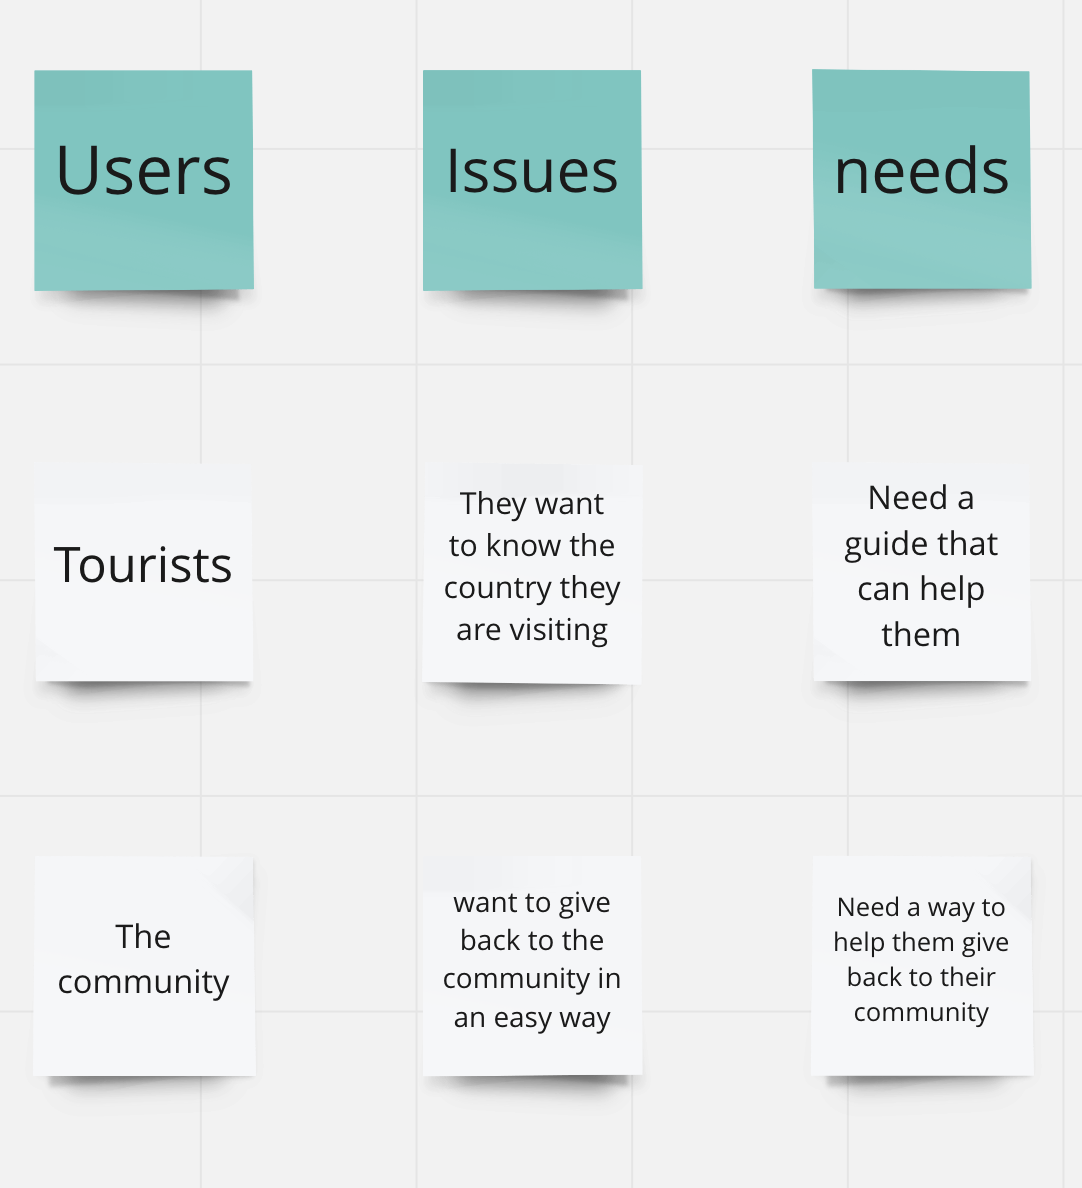 Users
Issues
needs
Tourists
They want
to know the
country they
are visiting
Need a
guide that
can help
them
The
community
want to give
back to the
community in
an easy way
Need a way to
help them give
back to their
community